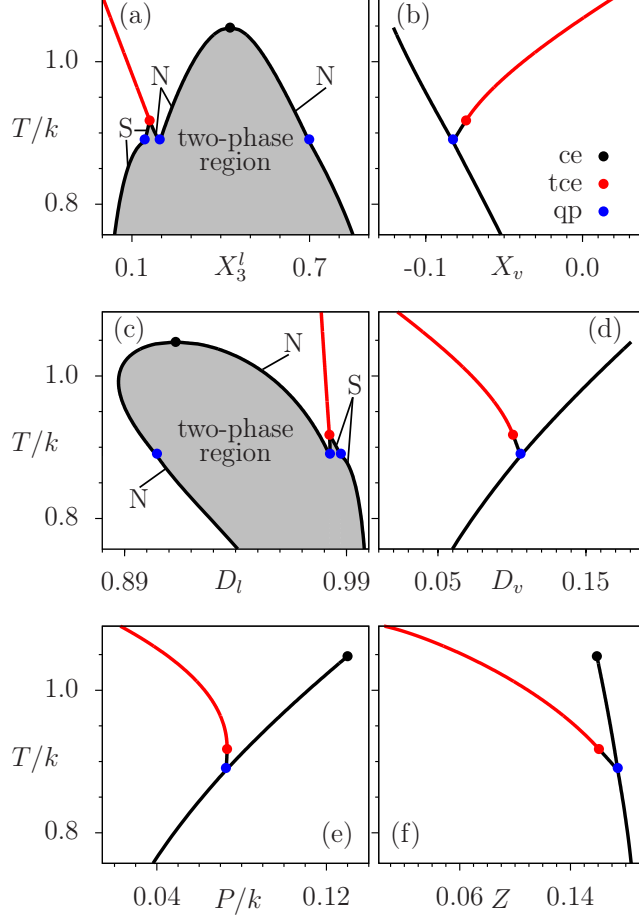 (a)
(b)
1.0
N
N
T/k
S
two-phase
region
ce
tce
qp
0.8
0.1
X_3^l
0.7
-0.1
X_v
0.0
(c)
(d)
N
1.0
S
T/k
two-phase
region
N
0.8
0.89
D_l
0.99
0.05
D_v
0.15
1.0
T/k
0.8
(e)
(f)
0.04
P/k
0.12
0.06
Z
0.14